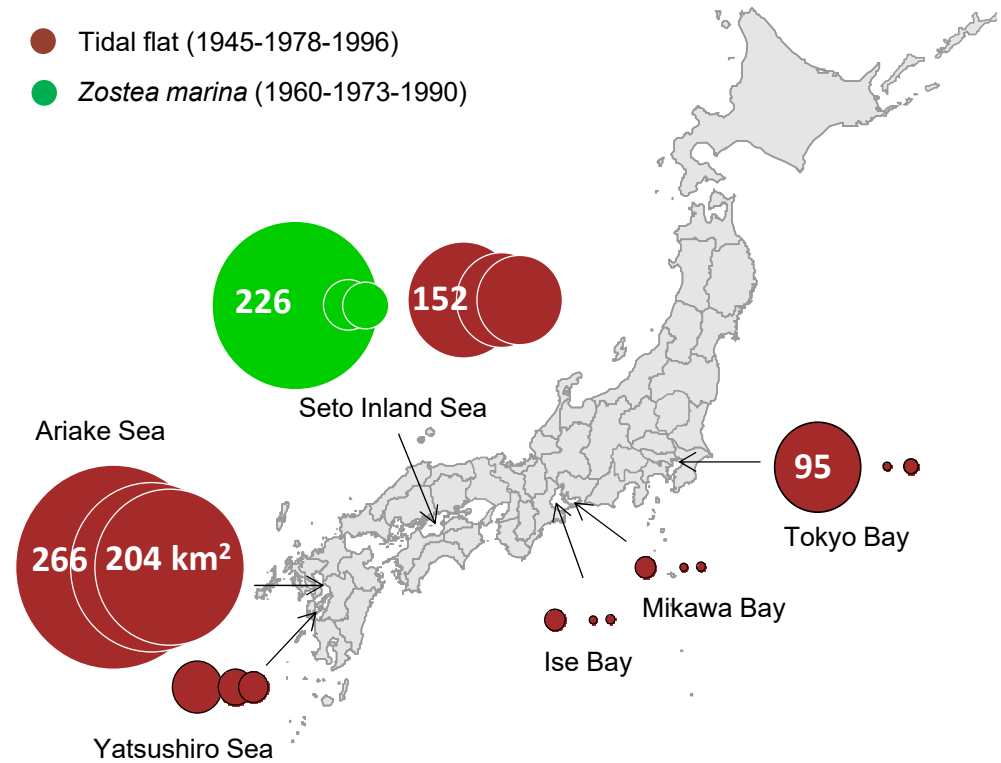 Tidal flat (1945-1978-1996)
Zostea marina (1960-1973-1990)
226
152
Seto Inland Sea
Ariake Sea
266
204 km²
95
Tokyo Bay
Mikawa Bay
Ise Bay
Yatsushiro Sea